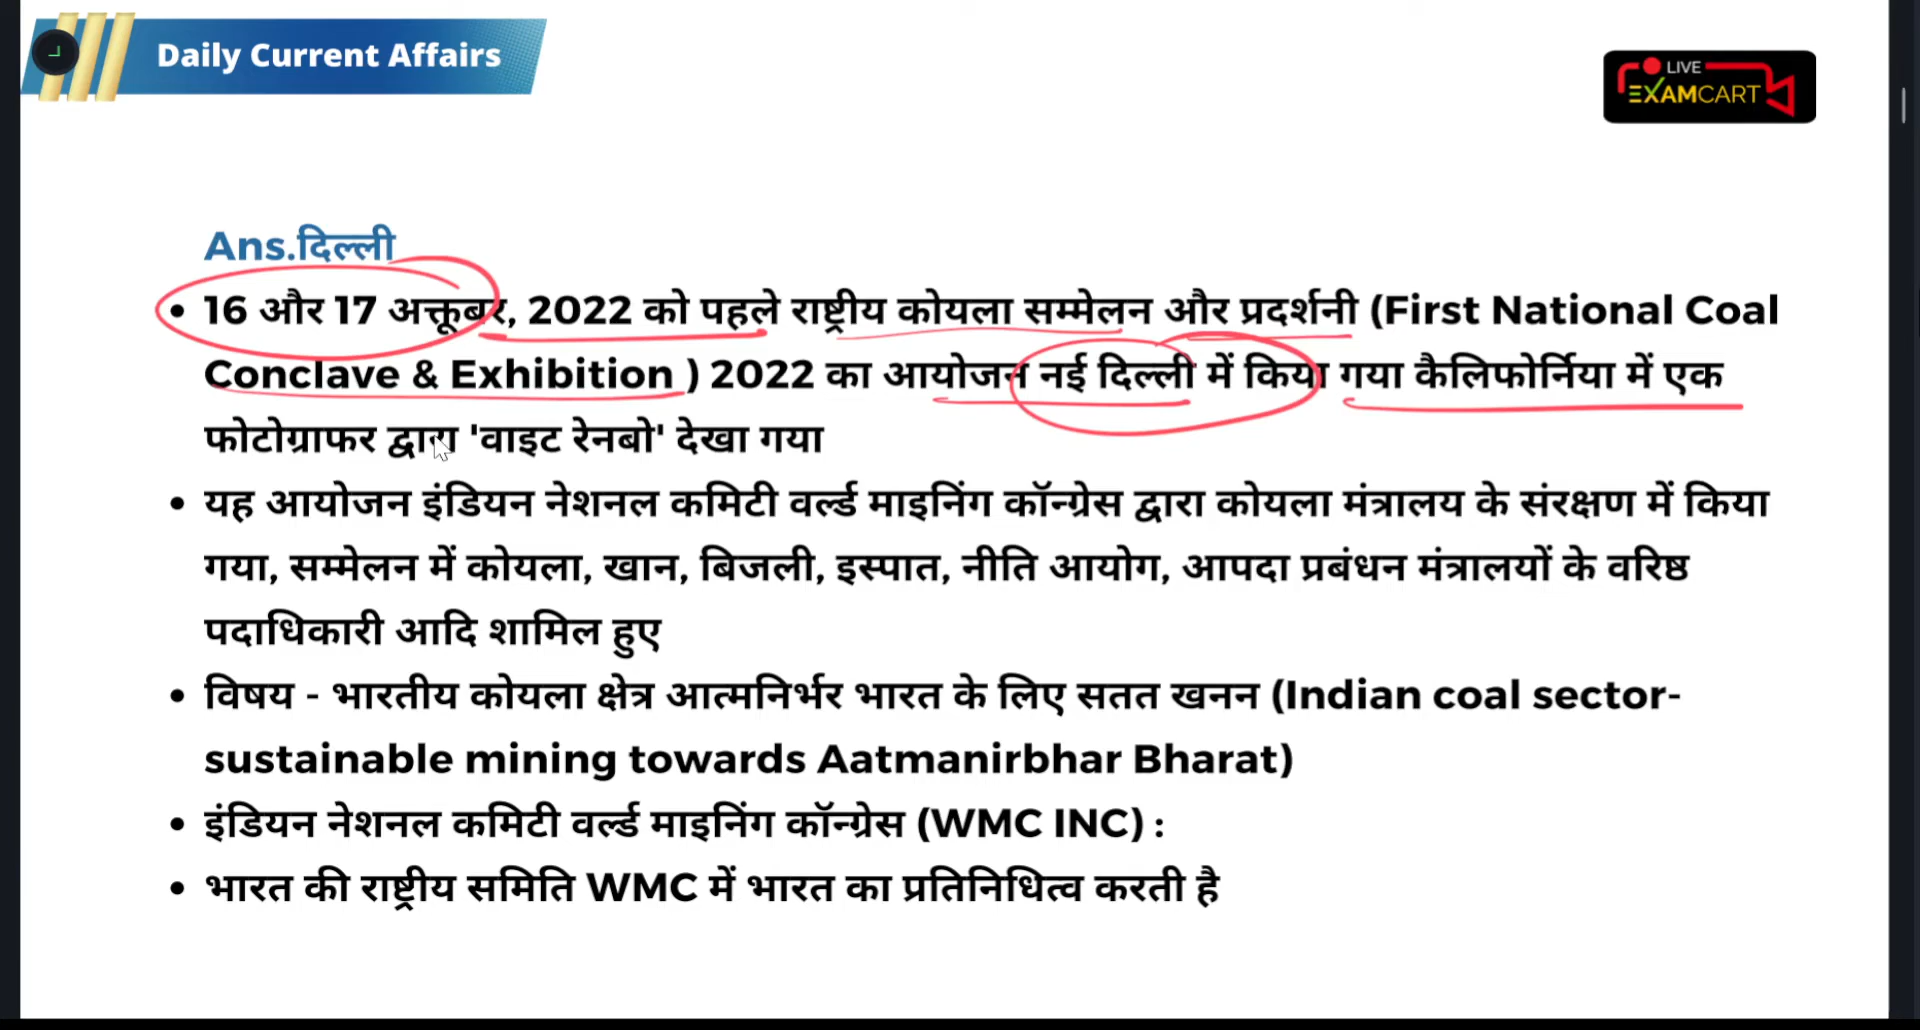 Daily Current Affairs
LIVE
EXAMCART
Ans.दिल्ली
• 16 और 17 अक्तूबर, 2022 को पहले राष्ट्रीय कोयला सम्मेलन और प्रदर्शनी (First National Coal
Conclave & Exhibition ) 2022 का आयोजन नई दिल्ली में किया गया कैलिफोर्निया में एक
फोटोग्राफर द्वारा 'वाइट रेनबो' देखा गया
• यह आयोजन इंडियन नेशनल कमिटी वर्ल्ड माइनिंग कॉन्ग्रेस द्वारा कोयला मंत्रालय के संरक्षण में किया
गया, सम्मेलन में कोयला, खान, बिजली, इस्पात, नीति आयोग, आपदा प्रबंधन मंत्रालयों के वरिष्ठ
पदाधिकारी आदि शामिल हुए
• विषय - भारतीय कोयला क्षेत्र आत्मनिर्भर भारत के लिए सतत खनन (Indian coal sector-
sustainable mining towards Aatmanirbhar Bharat)
• इंडियन नेशनल कमिटी वर्ल्ड माइनिंग कॉन्ग्रेस (WMC INC) :
• भारत की राष्ट्रीय समिति WMC में भारत का प्रतिनिधित्व करती है